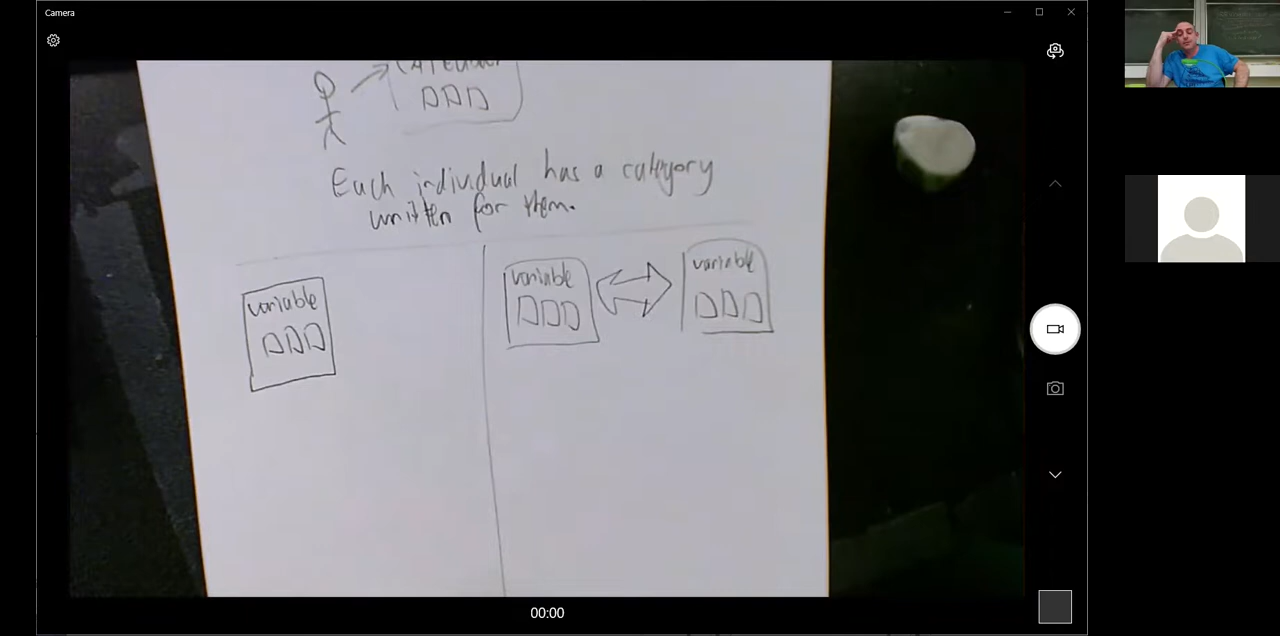 Camera
Each individual has a category
written for them.
variable
variable
variable
00:00